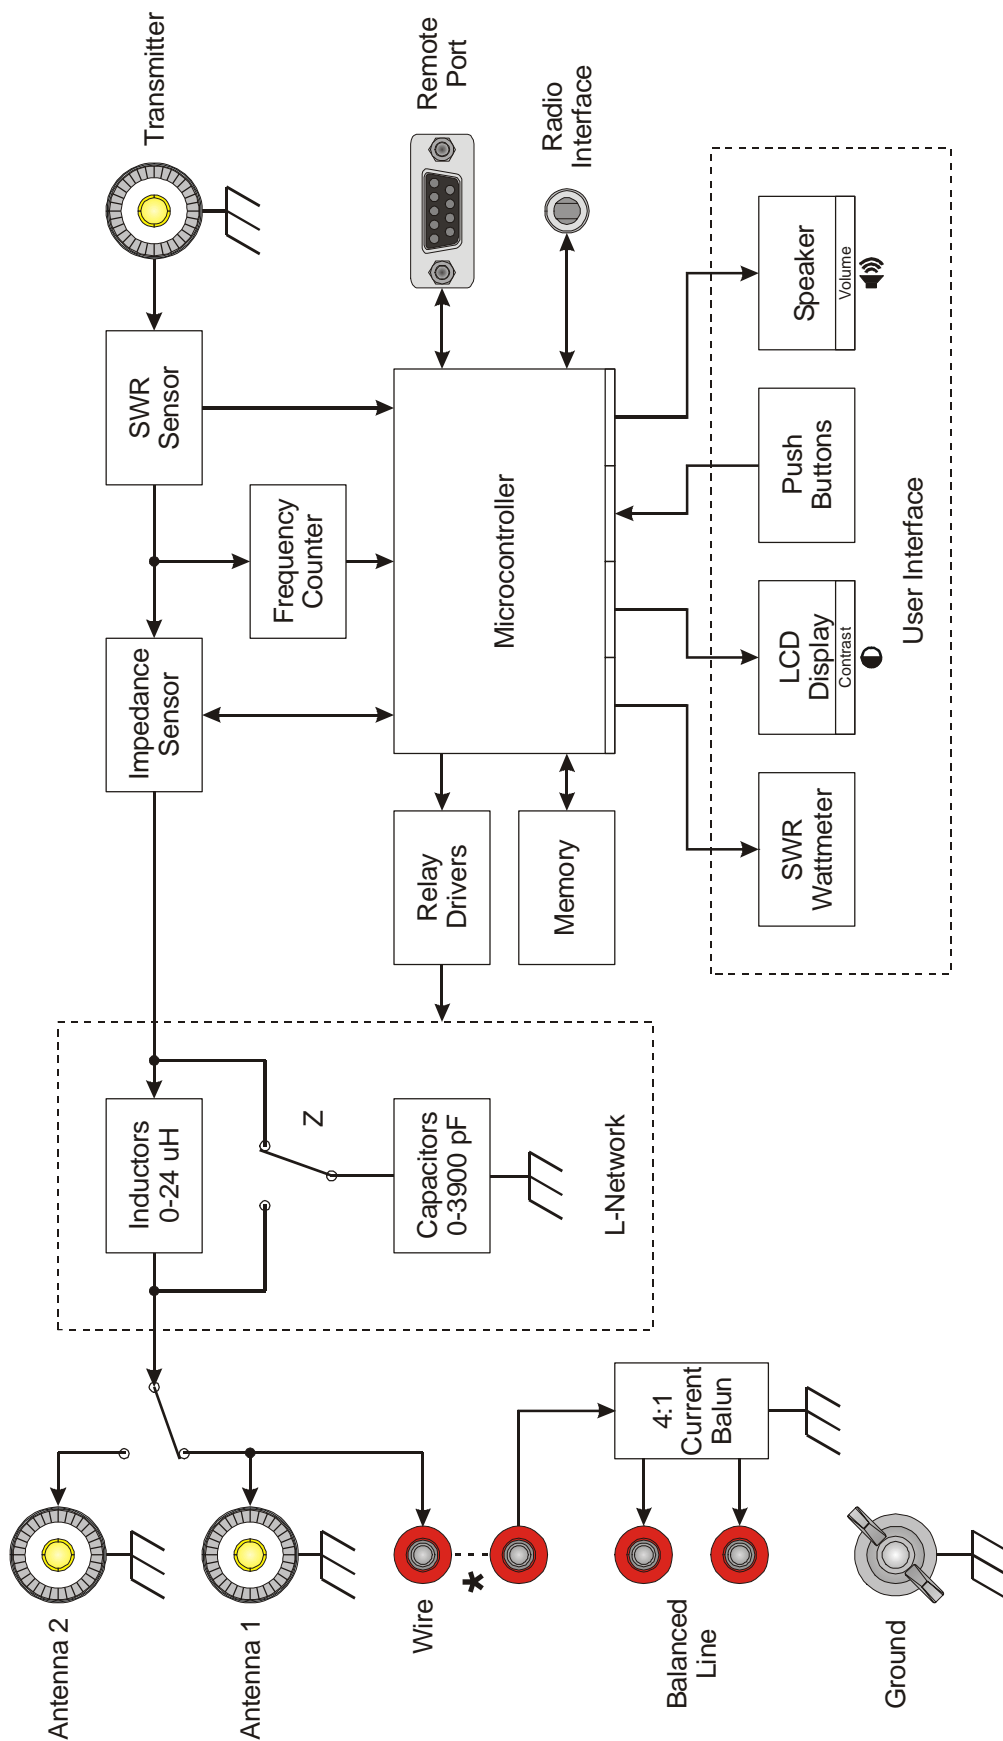 Antenna 2
Antenna 1
Wire
*
Balanced
Line
Ground
4:1
Current
Balun
Inductors
0-24 uH
Z
Capacitors
0-3900 pF
L-Network
Impedance
Sensor
SWR
Sensor
Transmitter
Frequency
Counter
Relay
Drivers
Memory
Microcontroller
Remote
Port
Radio
Interface
SWR
Wattmeter
LCD
Display
Contrast
Push
Buttons
Speaker
Volume
User Interface